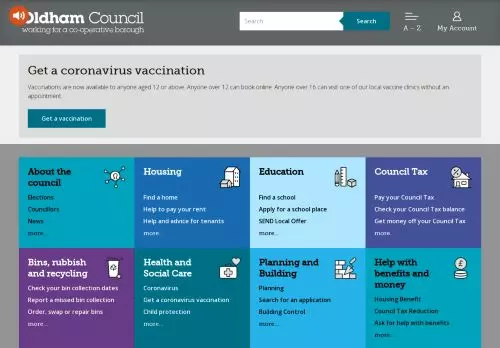 Oldham Council
working for a co-operative borough
Search
Search
A – Z
My Account
Get a coronavirus vaccination
Vaccinations are now available to anyone aged 12 or above. Anyone over 12 can book online. Anyone over 16 can visit one of our local vaccine clinics without an
appointment.
Get a vaccination
About the
council
Elections
Councillors
News
more...
Housing
Find a home
Help to pay your rent
Help and advice for tenants
more...
Education
Find a school
Apply for a school place
SEND Local Offer
more...
Council Tax
Pay your Council Tax
Check your Council Tax balance
Get money off your Council Tax
more...
Bins, rubbish
and recycling
Check your bin collection dates
Report a missed bin collection
Order, swap or repair bins
more...
Health and
Social Care
Coronavirus
Get a coronavirus vaccination
Child protection
more...
Planning and
Building
Planning
Search for an application
Building Control
more...
Help with
benefits and
money
Housing Benefit
Council Tax Reduction
Ask for help with benefits
more...